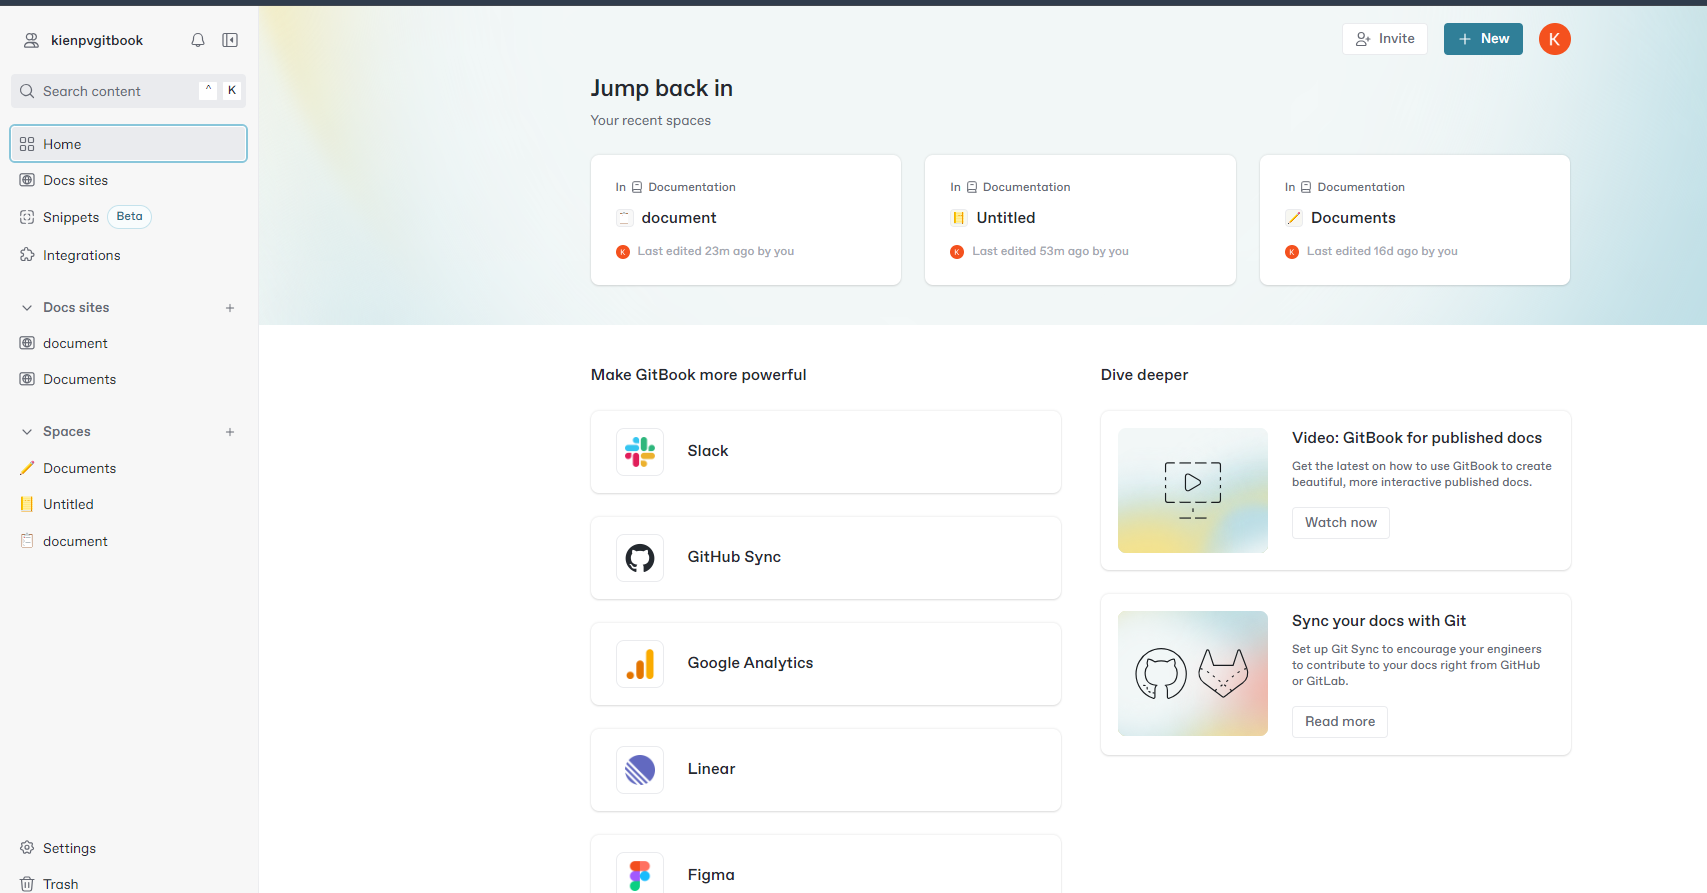 kienpvgitbook
Search content
^ K
Home
Docs sites
Snippets Beta
Integrations
Docs sites
document
Documents
Spaces
Documents
Untitled
document
Settings
Trash
Invite
New
K
Jump back in
Your recent spaces
In Documentation
document
K Last edited 23m ago by you
In Documentation
Untitled
K Last edited 53m ago by you
In Documentation
Documents
K Last edited 16d ago by you
Make GitBook more powerful
Slack
GitHub Sync
Google Analytics
Linear
Figma
Dive deeper
Video: GitBook for published docs
Get the latest on how to use GitBook to create
beautiful, more interactive published docs.
Watch now
Sync your docs with Git
Set up Git Sync to encourage your engineers
to contribute to your docs right from GitHub
or GitLab.
Read more